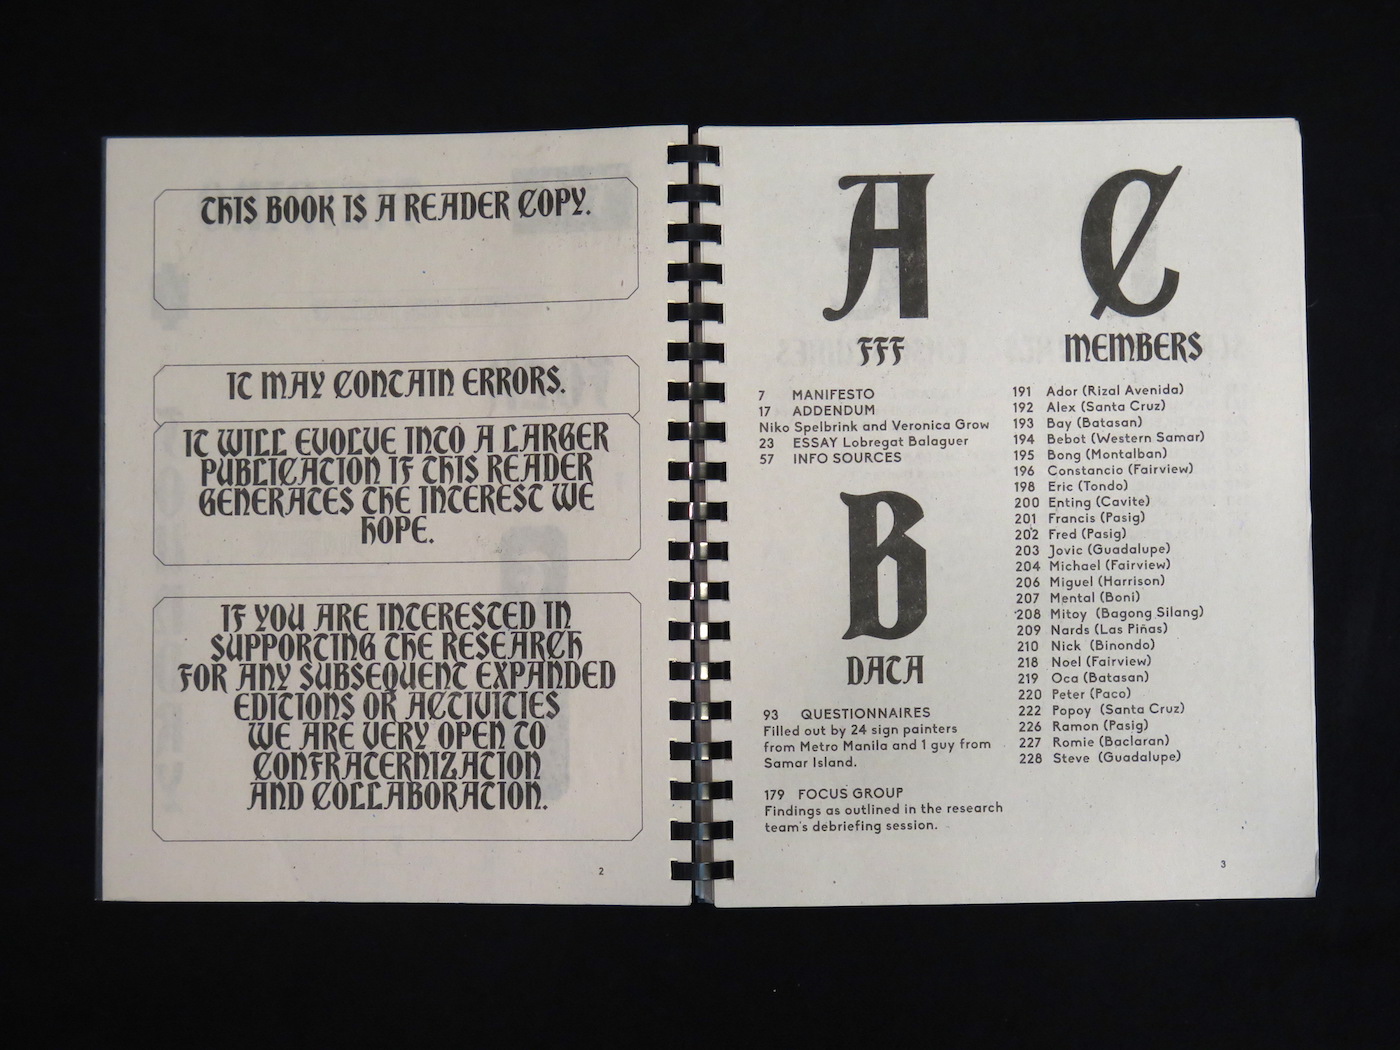 THIS BOOK IS A READER COPY.
IT MAY CONTAIN ERRORS.
IT WILL EVOLVE INTO A LARGER
PUBLICATION IF THIS READER
GENERATES THE INTEREST WE
HOPE.
IF YOU ARE INTERESTED IN
SUPPORTING THE RESEARCH
FOR ANY SUBSEQUENT EXPANDED
EDITIONS OR ACTIVITIES
WE ARE VERY OPEN TO
CONFRATERNIZATION
AND COLLABORATION.
2
A
FFF
7 MANIFESTO
17 ADDENDUM
Niko Spelbrink and Veronica Grow
23 ESSAY Lobregat Balaguer
57 INFO SOURCES
B
DATA
93 QUESTIONNAIRES
Filled out by 24 sign painters
from Metro Manila and 1 guy from
Samar Island.
179 FOCUS GROUP
Findings as outlined in the research
team's debriefing session.
C
MEMBERS
191 Ador (Rizal Avenida)
192 Alex (Santa Cruz)
193 Bay (Batasan)
194 Bebot (Western Samar)
195 Bong (Montalban)
196 Constancio (Fairview)
198 Eric (Tondo)
200 Enting (Cavite)
201 Francis (Pasig)
202 Fred (Pasig)
203 Jovic (Guadalupe)
204 Michael (Fairview)
206 Miguel (Harrison)
207 Mental (Boni)
208 Mitoy (Bagong Silang)
209 Nards (Las Piñas)
210 Nick (Binondo)
218 Noel (Fairview)
219 Oca (Batasan)
220 Peter (Paco)
222 Popoy (Santa Cruz)
226 Ramon (Pasig)
227 Romie (Baclaran)
228 Steve (Guadalupe)
3